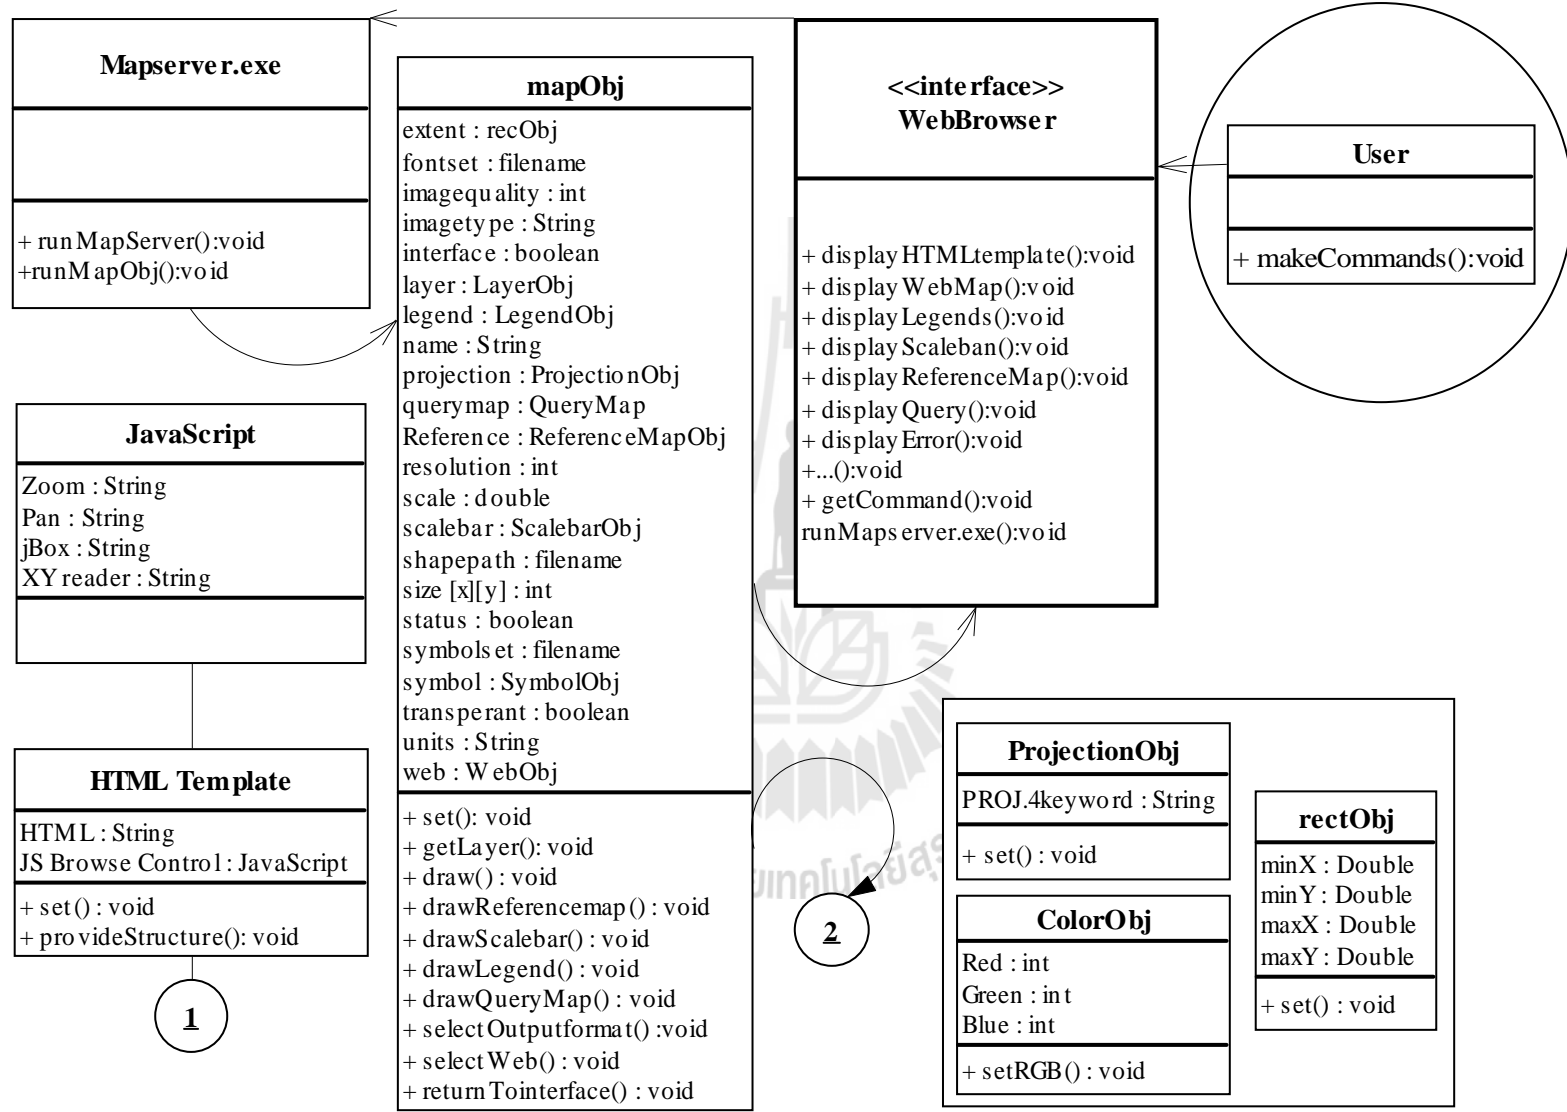 Mapserver.exe
+ runMapServer():void
+runMapObj():void
mapObj
extent : recObj
fontset : filename
imagequality : int
imagetype : String
interface : boolean
layer : LayerObj
legend : LegendObj
name : String
projection : ProjectionObj
querymap : QueryMap
Reference : ReferenceMapObj
resolution : int
scale : double
scalebar : ScalebarObj
shapepath : filename
size [x][y] : int
status : boolean
symbolset : filename
symbol : SymbolObj
transperant : boolean
units : String
web : WebObj
+ set(): void
+ getLayer(): void
+ draw() : void
+ drawReferencemap() : void
+ drawScalebar() : void
+ drawLegend() : void
+ drawQueryMap() : void
+ selectOutputformat() :void
+ selectWeb() : void
+ returnTointerface() : void
<<interface>>
WebBrowser
+ displayHTMLtemplate():void
+ displayWebMap():void
+ displayLegends():void
+ displayScaleban():void
+ displayReferenceMap():void
+ displayQuery():void
+ displayError():void
+...():void
+ getCommand():void
runMapserver.exe():void
User
+ makeCommands():void
JavaScript
Zoom : String
Pan : String
jBox : String
XY reader : String
HTML Template
HTML : String
JS Browse Control : JavaScript
+ set() : void
+ provideStructure(): void
1
2
ProjectionObj
PROJ.4keyword : String
+ set() : void
ColorObj
Red : int
Green : int
Blue : int
+ setRGB() : void
rectObj
minX : Double
minY : Double
maxX : Double
maxY : Double
+ set() : void